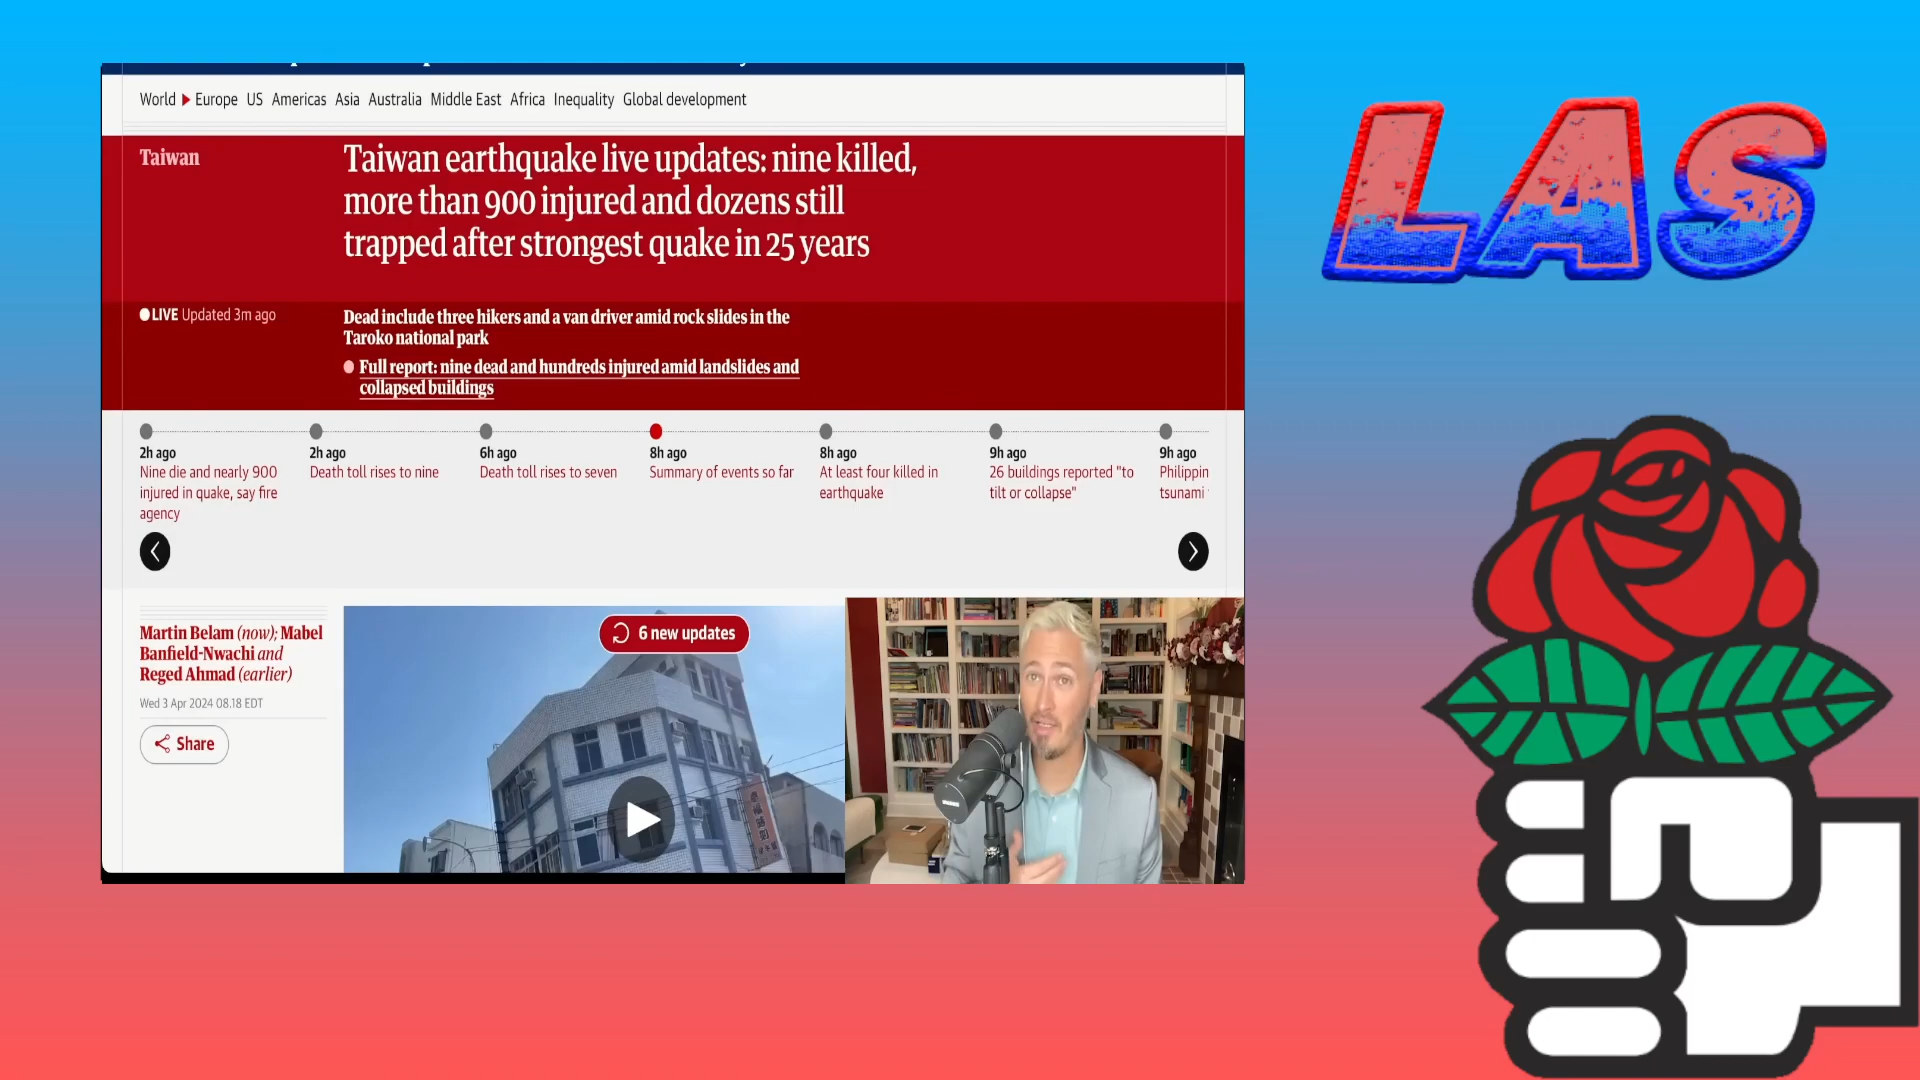 World Europe US Americas Asia Australia Middle East Africa Inequality Global development
Taiwan
Taiwan earthquake live updates: nine killed,
more than 900 injured and dozens still
trapped after strongest quake in 25 years
LIVE Updated 3m ago
Dead include three hikers and a van driver amid rock slides in the
Taroko national park
Full report: nine dead and hundreds injured amid landslides and
collapsed buildings
2h ago
Nine die and nearly 900
injured in quake, say fire
agency
2h ago
Death toll rises to nine
6h ago
Death toll rises to seven
8h ago
Summary of events so far
8h ago
At least four killed in
earthquake
9h ago
26 buildings reported "to
tilt or collapse"
9h ago
Philippin
tsunami
Martin Belam (now); Mabel
Banfield-Nwachi and
Reged Ahmad (earlier)
Wed 3 Apr 2024 08.18 EDT
Share
6 new updates
LAS